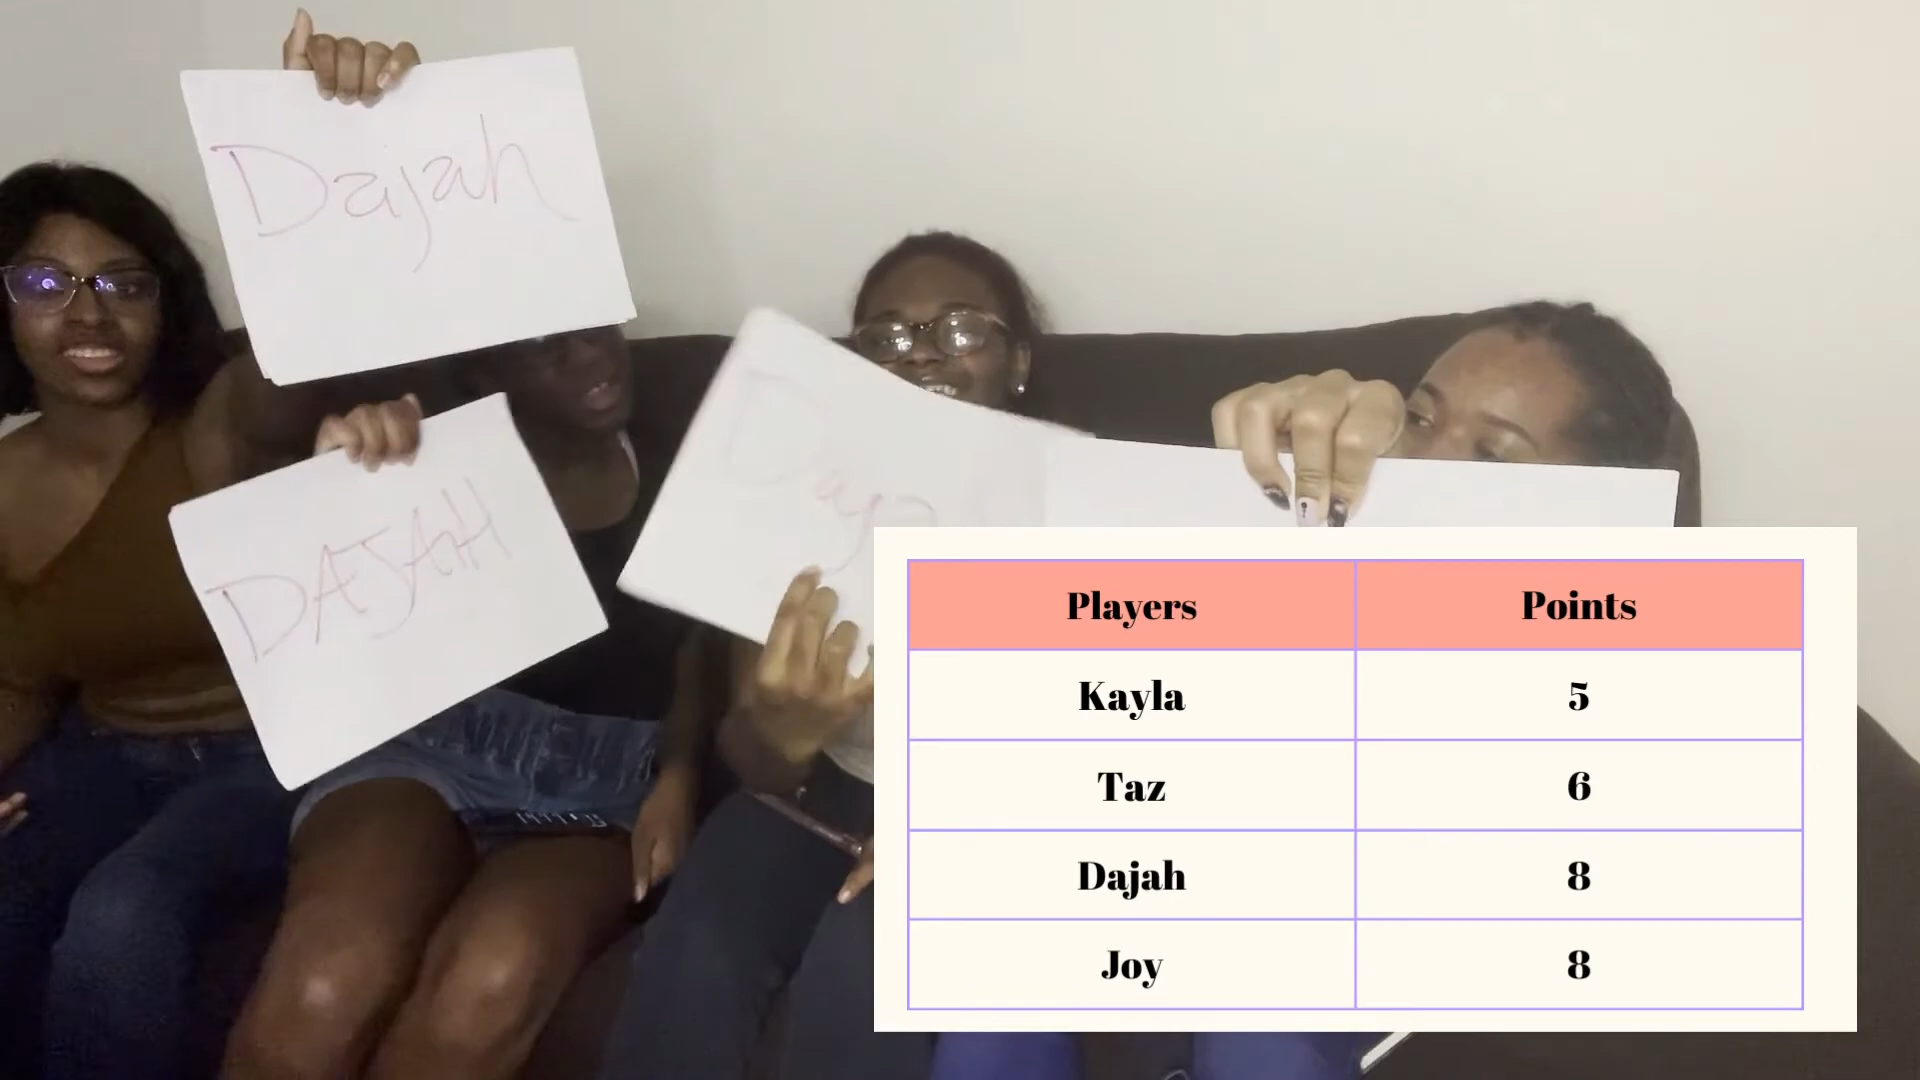 Dajah
DAJAH
Players Points
Kayla 5
Taz 6
Dajah 8
Joy 8